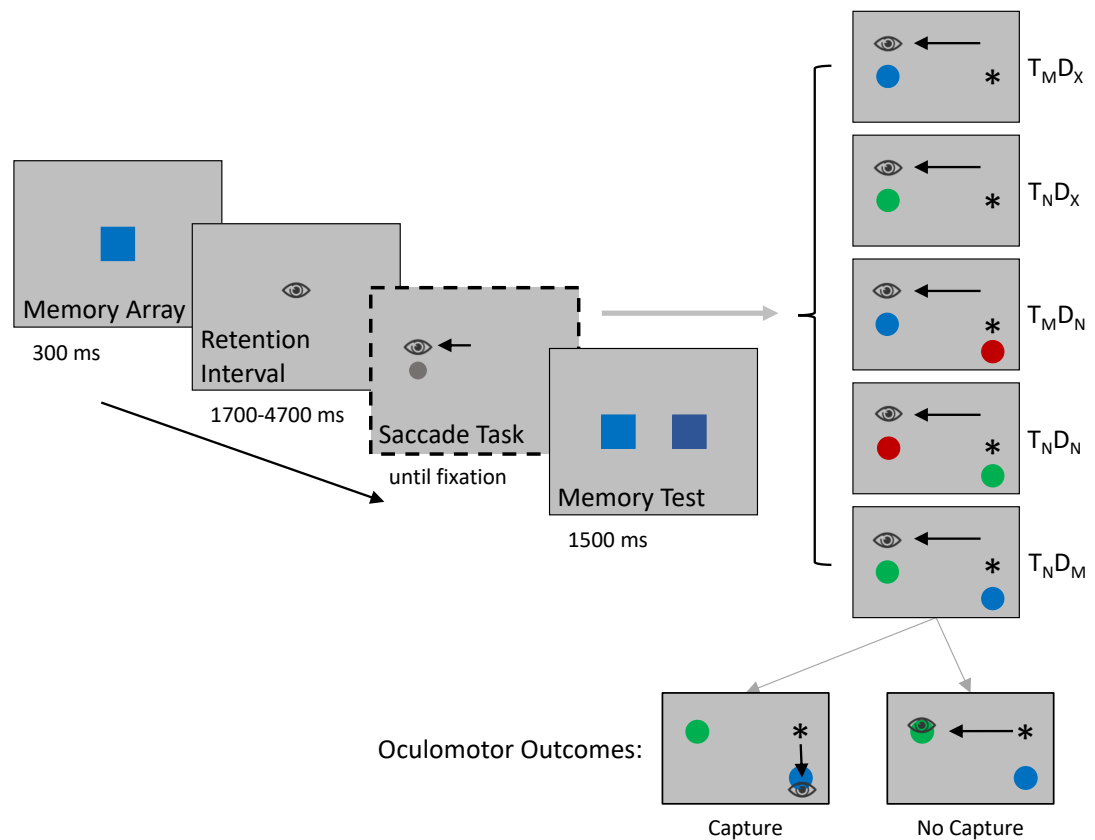 Memory Array
300 ms
Retention
Interval
1700-4700 ms
Saccade Task
until fixation
Memory Test
1500 ms
*
TMDX
*
TNDX
*
TMDN
*
TNDN
*
TNDM
Oculomotor Outcomes:
*
Capture
*
No Capture